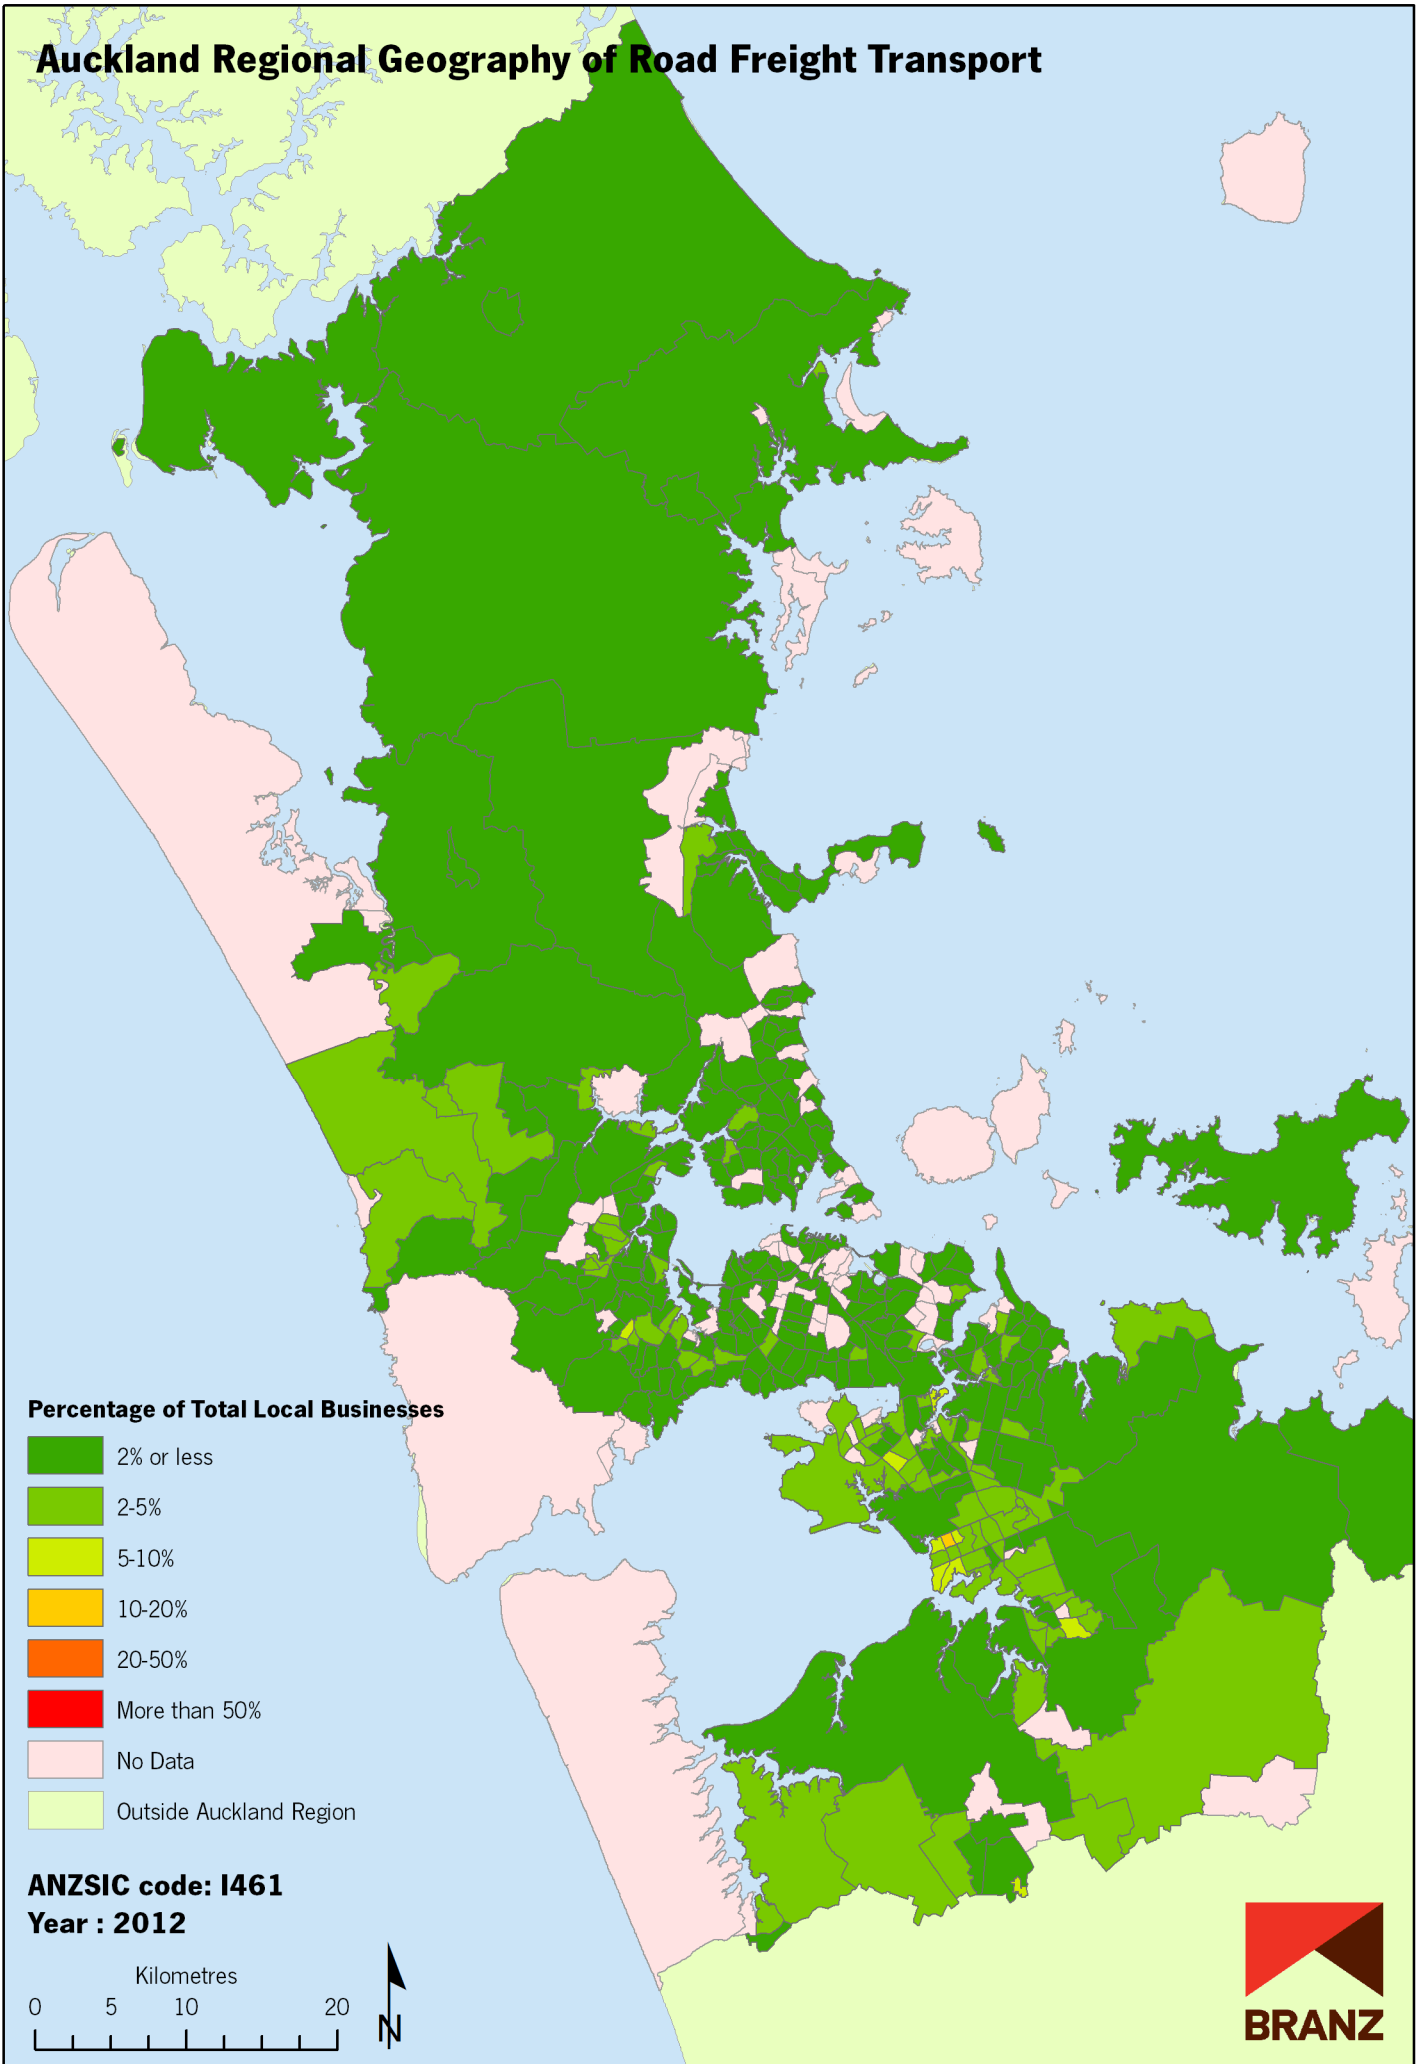 Auckland Regional Geography of Road Freight Transport
Percentage of Total Local Businesses
2% or less
2-5%
5-10%
10-20%
20-50%
More than 50%
No Data
Outside Auckland Region
ANZSIC code: I461
Year : 2012
Kilometres
0 5 10 20
N
BRANZ